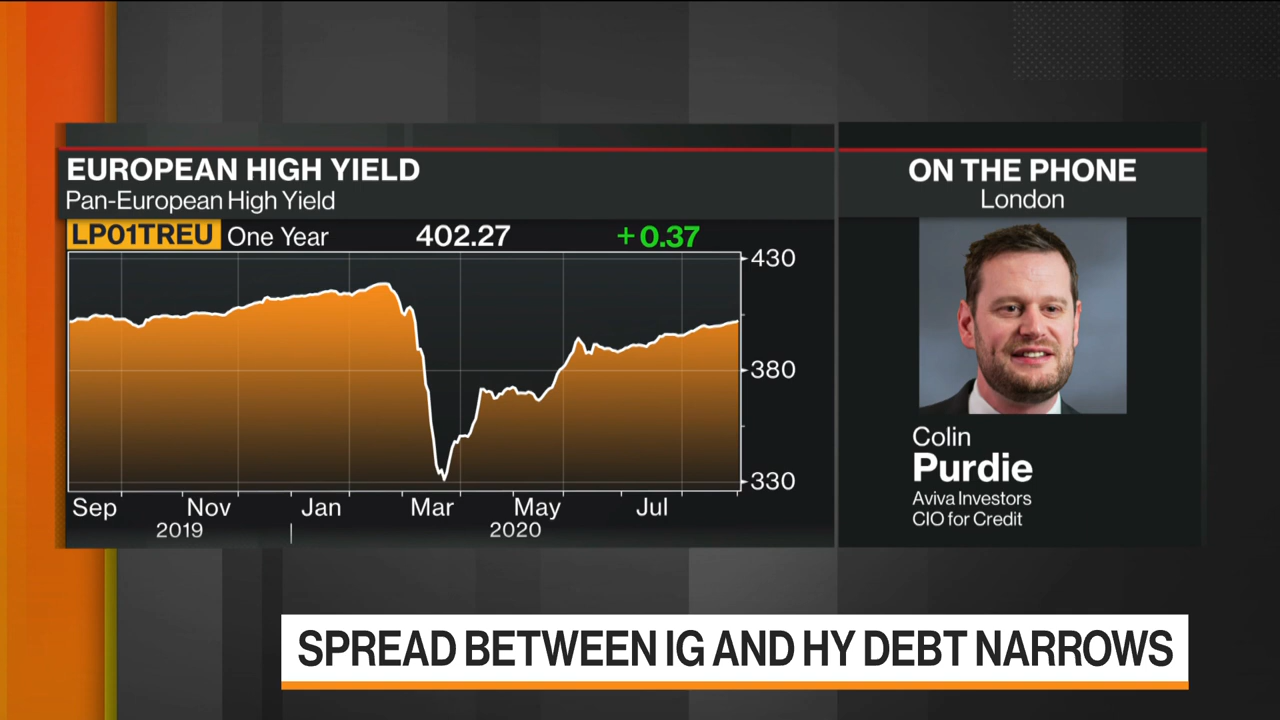 EUROPEAN HIGH YIELD
Pan-European High Yield
LP01TREU One Year 402.27 +0.37
430
380
330
Sep Nov Jan Mar May Jul
2019 2020
ON THE PHONE
London
Colin
Purdie
Aviva Investors
CIO for Credit
SPREAD BETWEEN IG AND HY DEBT NARROWS